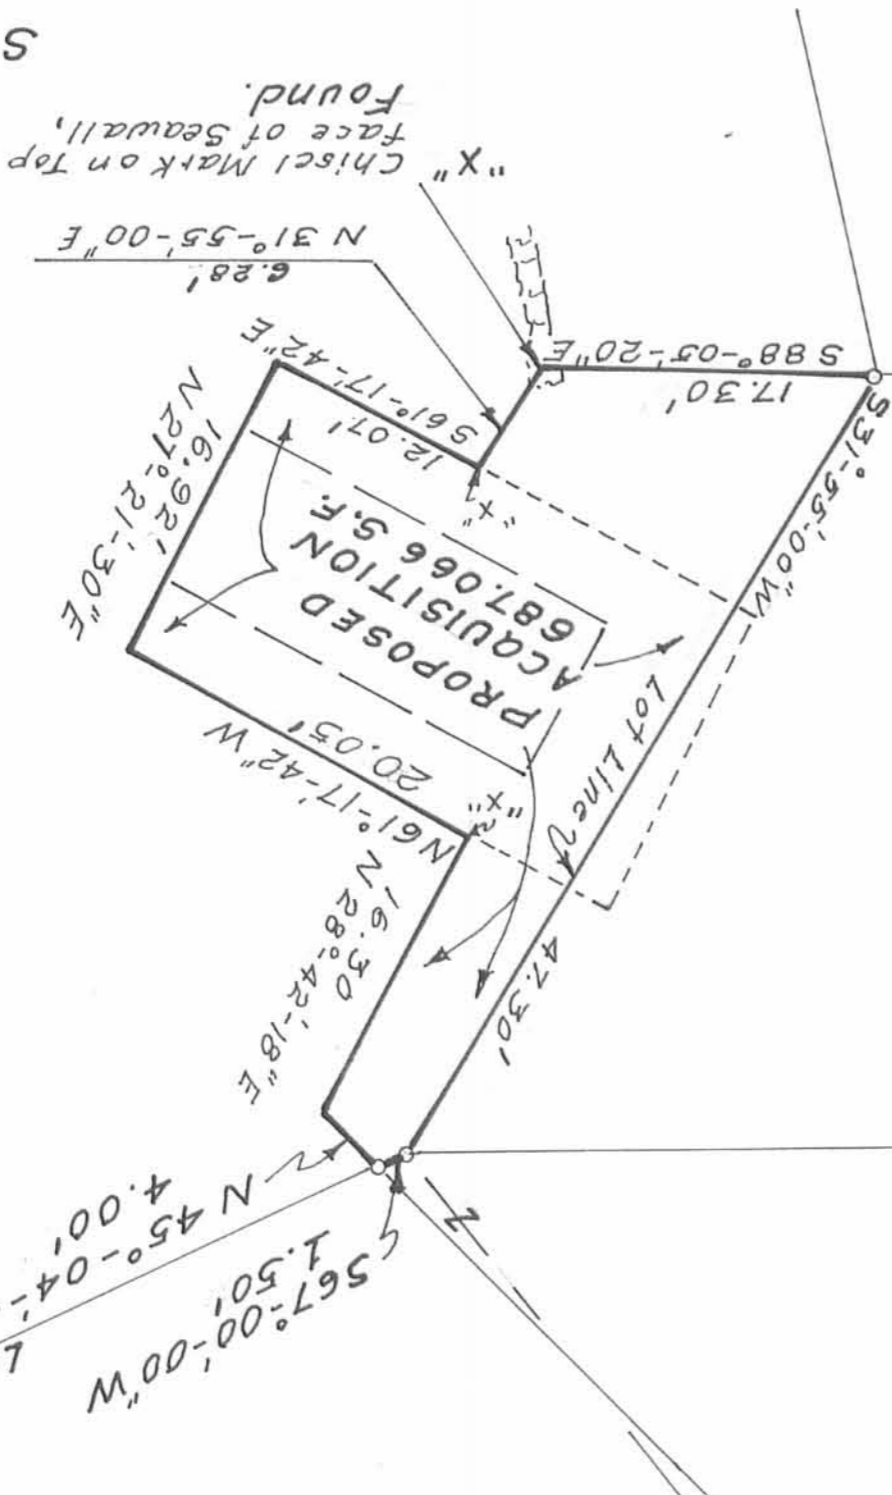 S67°-00'-00"W
1.50'
N 45°-04'-
4.00'
Z
47.30'
16.30
N 28°-42'-18"E
"X"
N61°-17'-42"W
20.05'
Lot Line
PROPOSED
ACQUISITION
687.066 S.F.
16.92'
N27°-21'-30"E
S31°-55'-00"W
"X"
12.07'
S61°-17'-42"E
17.30'
S88°-05'-20"E
6.28'
N 31°-55'-00"E
"X"
Chisel Mark on Top
Face of Seawall,
Found.
S